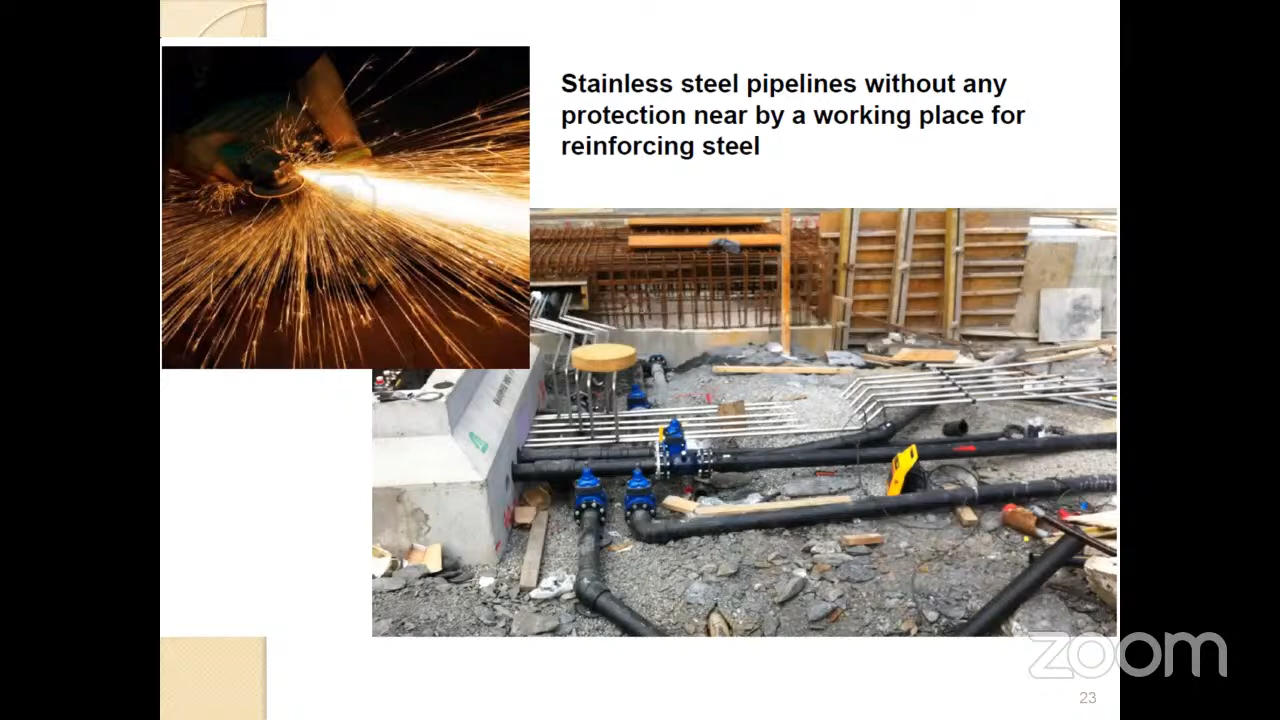 Stainless steel pipelines without any
protection near by a working place for
reinforcing steel
zoom
23